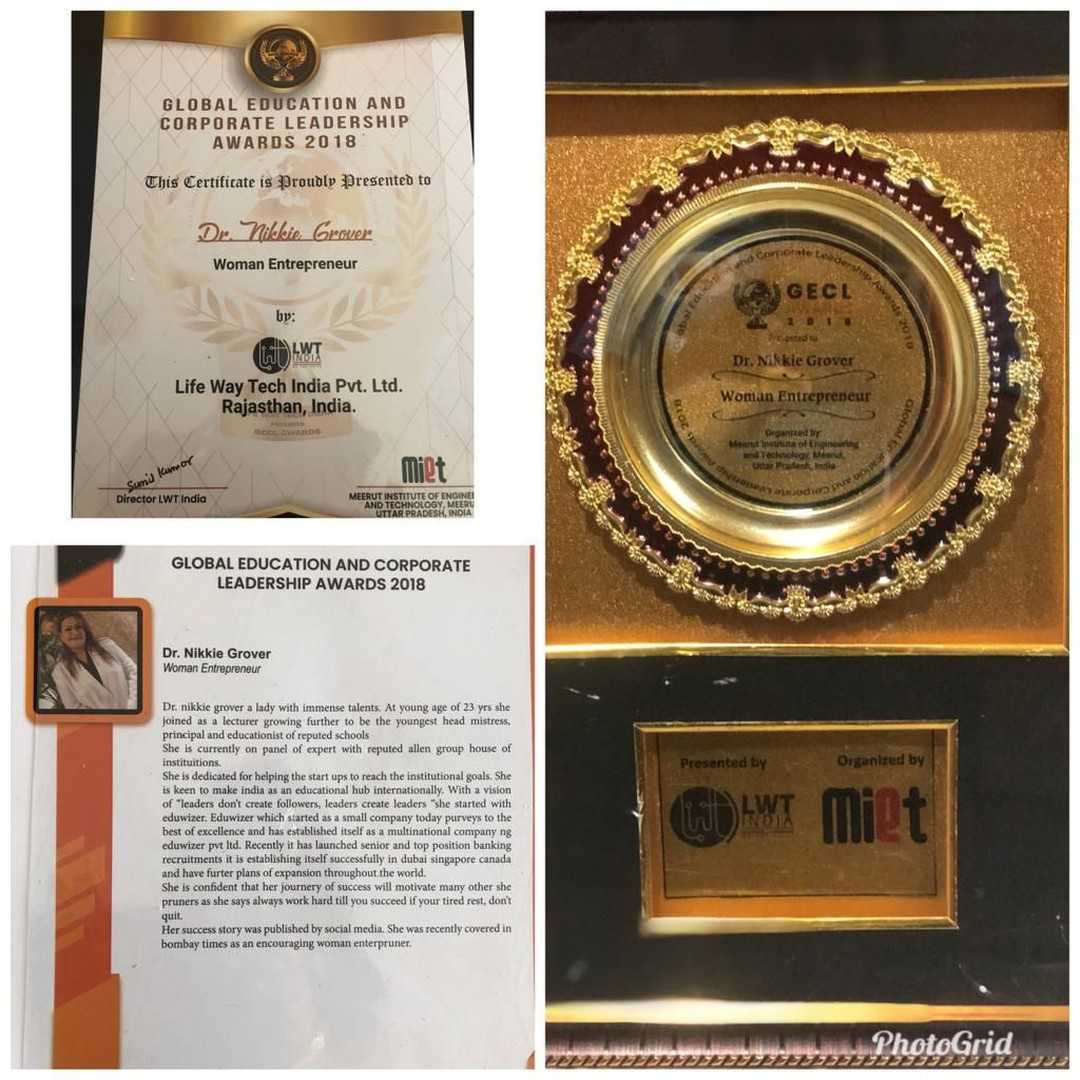 GLOBAL EDUCATION AND
CORPORATE LEADERSHIP
AWARDS 2018
This Certificate is Proudly Presented to
Dr. Nikkie Grover
Woman Entrepreneur
by:
LWT
INDIA
Life Way Tech India Pvt. Ltd.
Rajasthan, India.
GECL AWARDS
Sunil Kumar
Director LWT India
miet
MEERUT INSTITUTE OF ENGINE
AND TECHNOLOGY, MEERU
UTTAR PRADESH, INDIA
GLOBAL EDUCATION AND CORPORATE
LEADERSHIP AWARDS 2018
Dr. Nikkie Grover
Woman Entrepreneur
Dr. nikkie grover a lady with immense talents. At young age of 23 yrs she
joined as a lecturer growing further to be the youngest head mistress,
principal and educationist of reputed schools
She is currently on panel of expert with reputed allen group house of
instituitions.
She is dedicated for helping the start ups to reach the institutional goals. She
is keen to make india as an educational hub internationally. With a vision
of "leaders don't create followers, leaders create leaders "she started with
eduwizer. Eduwizer which started as a small company today purveys to the
best of excellence and has established itself as a multinational company ng
eduwizer pvt ltd. Recently it has launched senior and top position banking
recruitments it is establishing itself successfully in dubai singapore canada
and have furter plans of expansion throughout the world.
She is confident that her journery of success will motivate many other she
pruners as she says always work hard till you succeed if your tired rest, don't
quit.
Her success story was published by social media. She was recently covered in
bombay times as an encouraging woman enterpruner.
Global Education and Corporate Leadership Awards 2018
GECL
2018
Presented to
Dr. Nikkie Grover
Woman Entrepreneur
Organized by
Meerut Institute of Engineering
and Technology, Meerut,
Uttar Pradesh, India
Global Education and Corporate Leadership Awards 2018
Presented by
Organized by
LWT
INDIA
miet
PhotoGrid